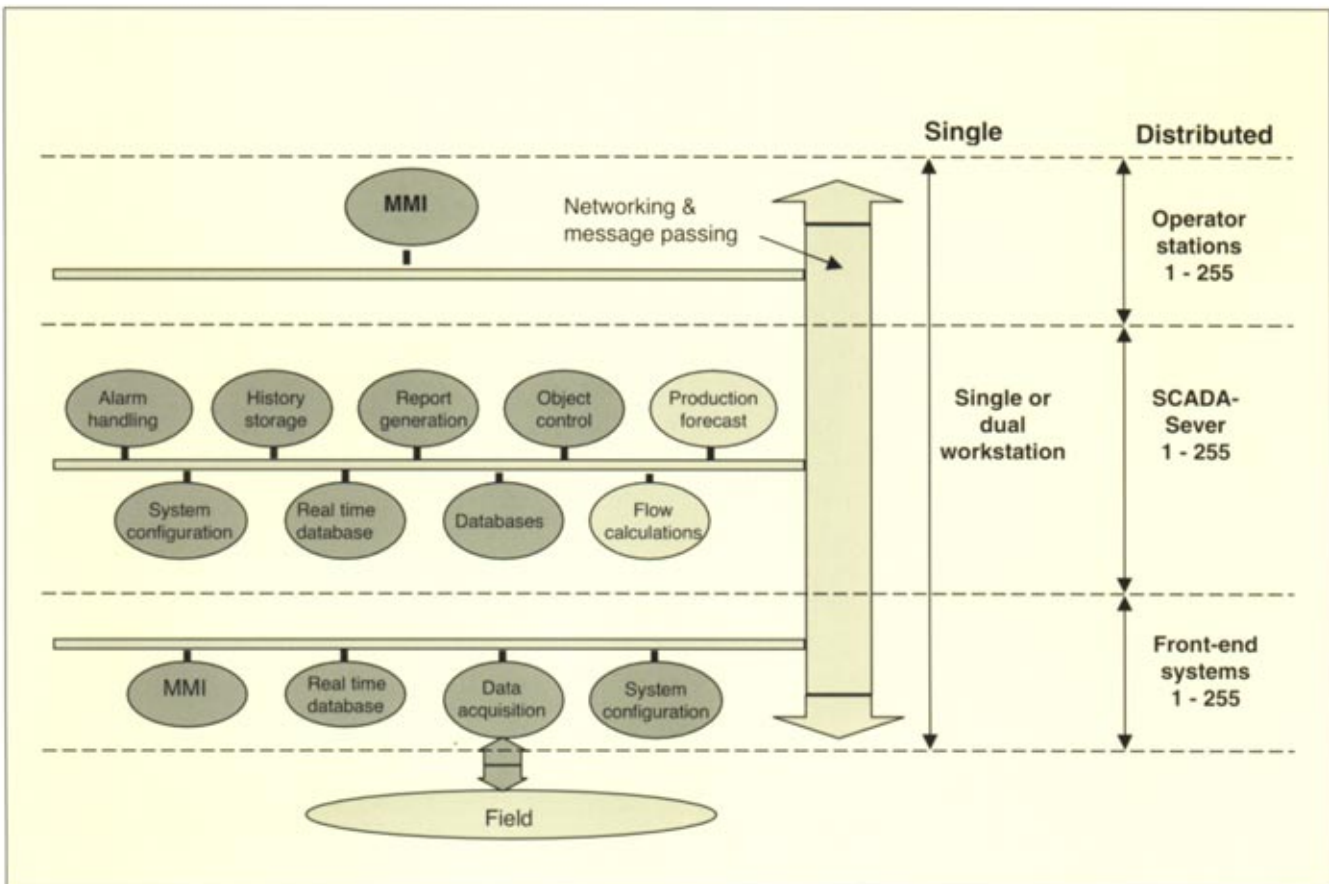 Single
Distributed
MMI
Networking &
message passing
Operator
stations
1 - 255
Alarm
handling
History
storage
Report
generation
Object
control
Production
forecast
Single or
dual
workstation
SCADA-
Sever
1 - 255
System
configuration
Real time
database
Databases
Flow
calculations
MMI
Real time
database
Data
acquisition
System
configuration
Front-end
systems
1 - 255
Field